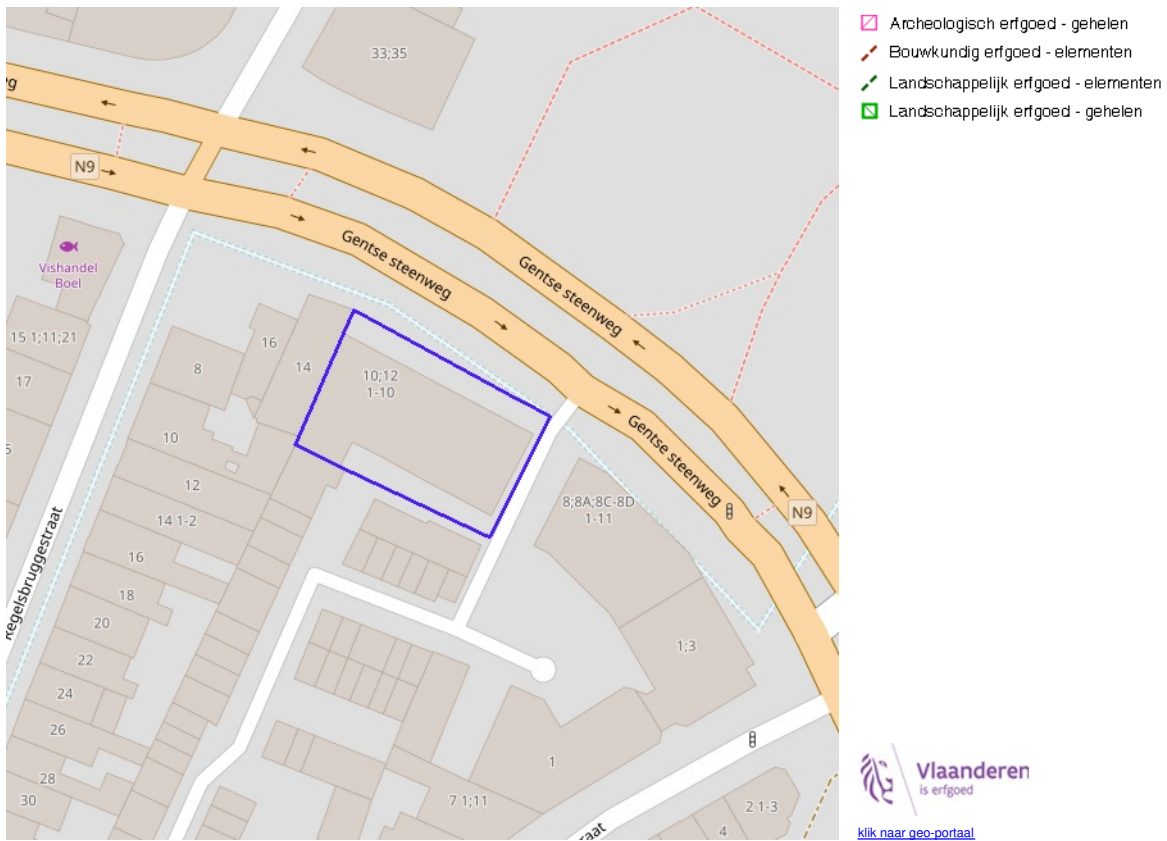 33;35
eg
N9
Gentse steenweg
Gentse steenweg
Vishandel
Boel
15 1;11;21
17
16
14
8
10;12
1-10
10
12
14 1-2
16
18
20
22
24
26
28
30
Regelsbruggestraat
Gentse steenweg
N9
8;8A;8C-8D
1-11
1;3
1
7 1;11
2 1-3
4
raat
Archeologisch erfgoed - gehelen
Bouwkundig erfgoed - elementen
Landschappelijk erfgoed - elementen
Landschappelijk erfgoed - gehelen
Vlaanderen
is erfgoed
klik naar geo-portaal